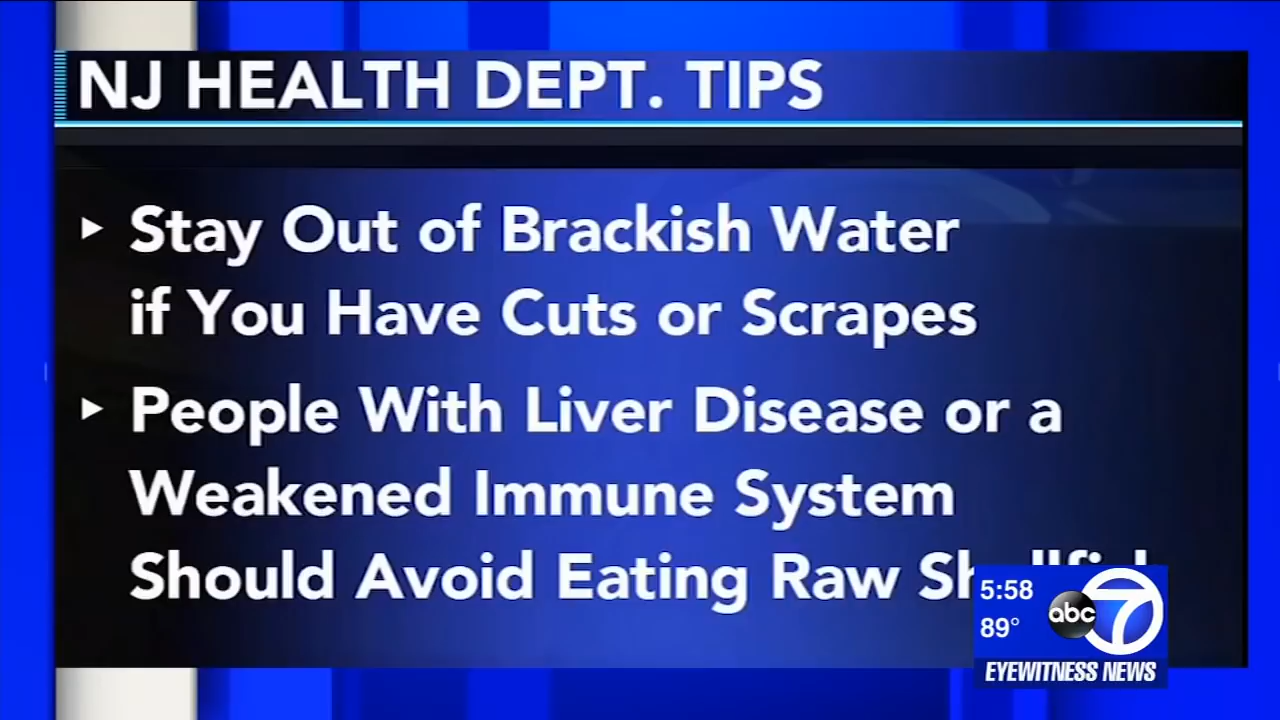 NJ HEALTH DEPT. TIPS
▸ Stay Out of Brackish Water
if You Have Cuts or Scrapes
▸ People With Liver Disease or a
Weakened Immune System
Should Avoid Eating Raw
5:58
89°
abc 7
EYEWITNESS NEWS